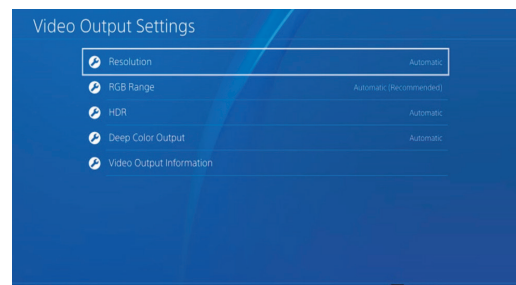 Video Output Settings
Resolution Automatic
RGB Range Automatic (Recommended)
HDR Automatic
Deep Color Output Automatic
Video Output Information